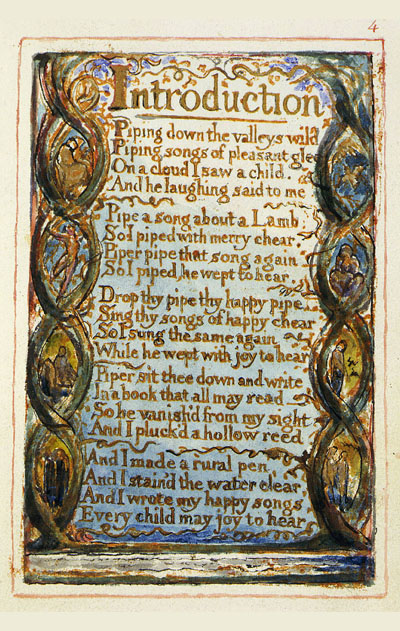 4
Introduction
Piping down the valleys wild
Piping songs of pleasant glee
On a cloud I saw a child.
And he laughing said to me
Pipe a song about a Lamb:
So I piped with merry chear.
Piper pipe that song again
So I piped, he wept to hear
Drop thy pipe thy happy pipe
Sing thy songs of happy chear
So I sung the same again
While he wept with joy to hear
Piper sit thee down and write
In a book that all may read
So he vanish'd from my sight
And I pluck'd a hollow reed
And I made a rural pen,
And I stain'd the water clear,
And I wrote my happy songs
Every child may joy to hear